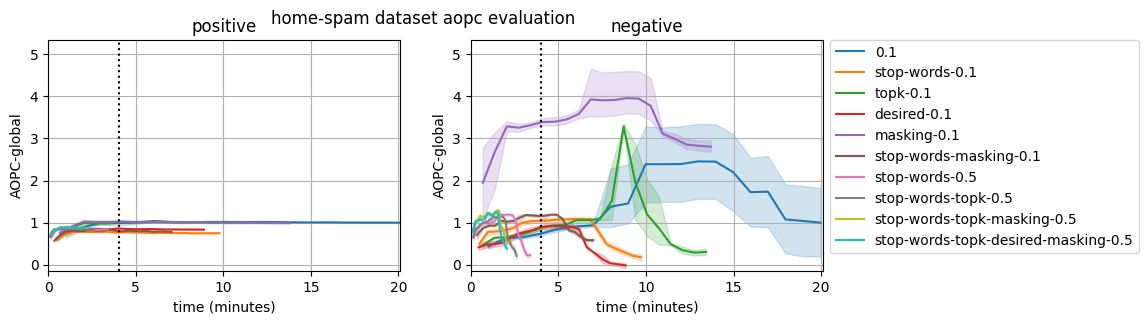 home-spam dataset aopc evaluation
positive
negative
AOPC-global
5
4
3
2
1
0
0
5
10
15
20
time (minutes)
AOPC-global
5
4
3
2
1
0
0
5
10
15
20
time (minutes)
0.1
stop-words-0.1
topk-0.1
desired-0.1
masking-0.1
stop-words-masking-0.1
stop-words-0.5
stop-words-topk-0.5
stop-words-topk-masking-0.5
stop-words-topk-desired-masking-0.5